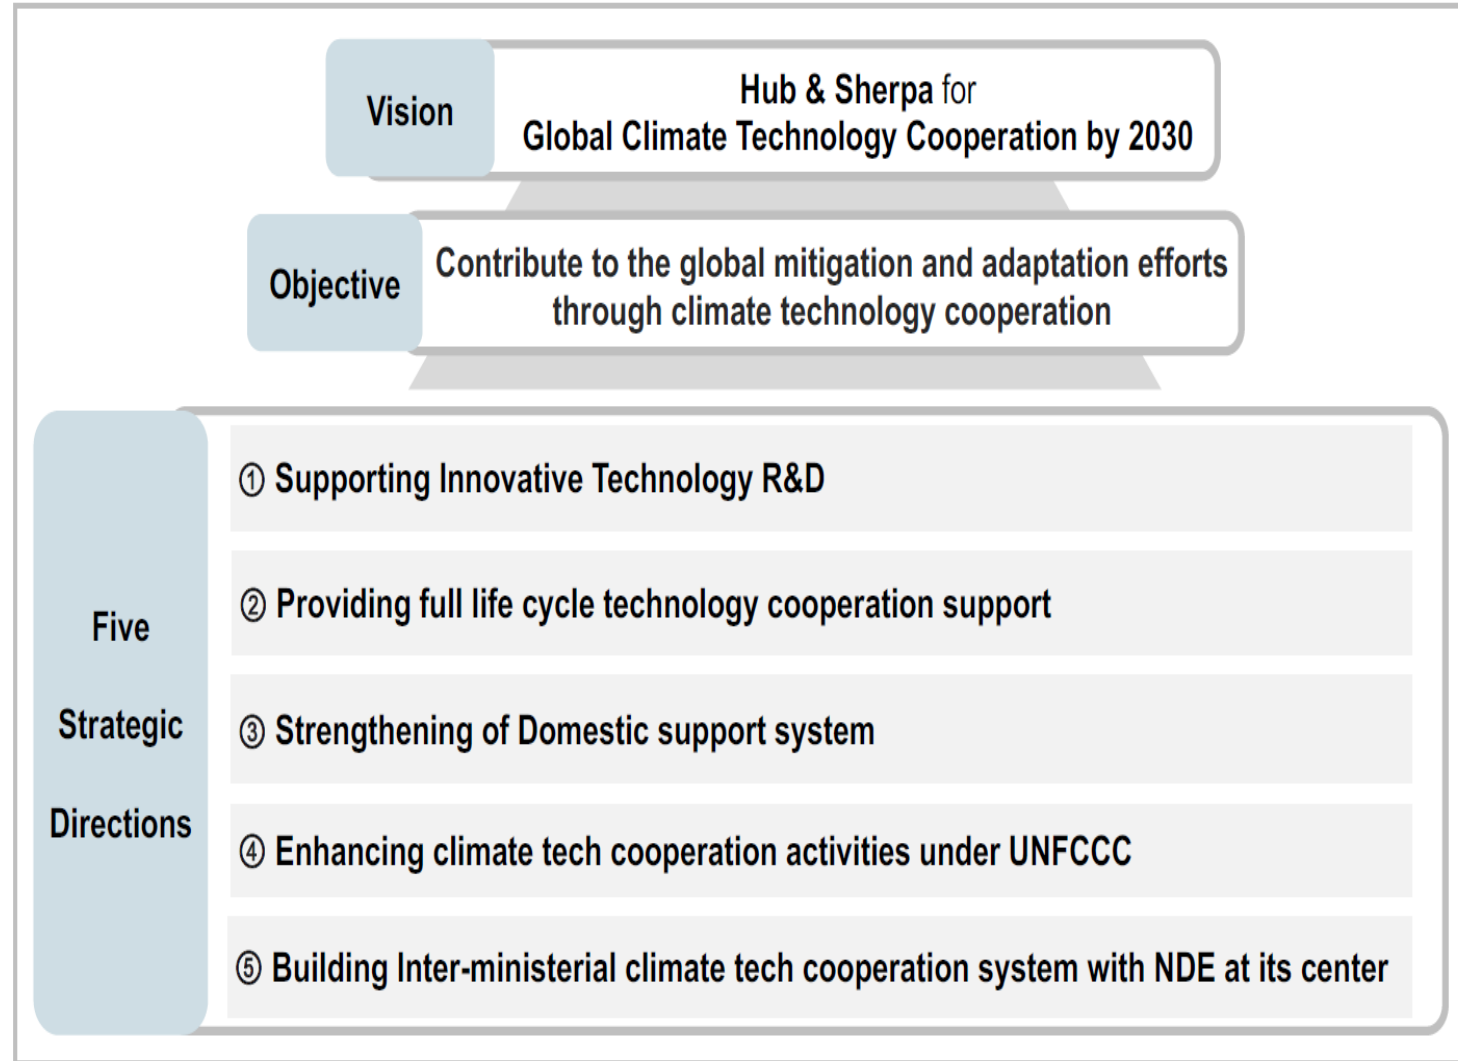 Vision
Hub & Sherpa for
Global Climate Technology Cooperation by 2030
Objective
Contribute to the global mitigation and adaptation efforts
through climate technology cooperation
Five
Strategic
Directions
① Supporting Innovative Technology R&D
② Providing full life cycle technology cooperation support
③ Strengthening of Domestic support system
④ Enhancing climate tech cooperation activities under UNFCCC
⑤ Building Inter-ministerial climate tech cooperation system with NDE at its center